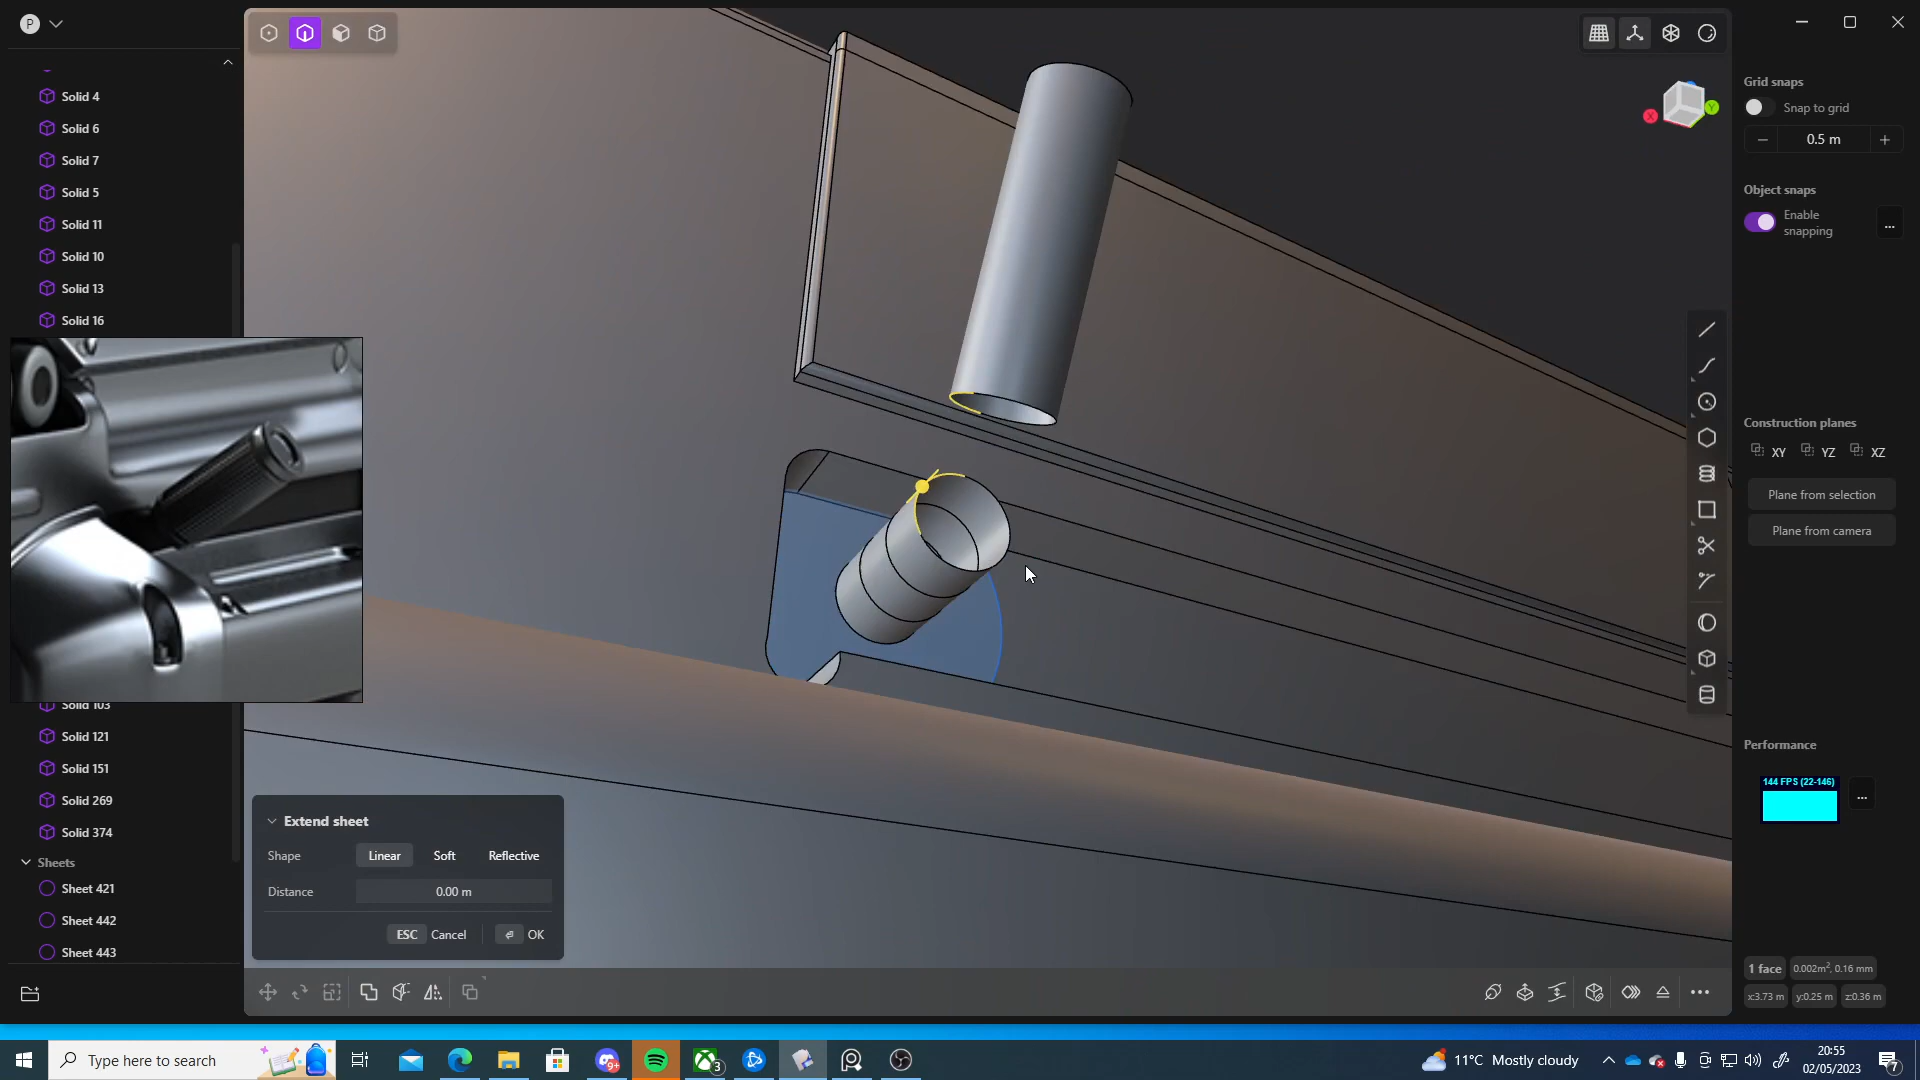 P
Solid 4
Solid 6
Solid 7
Solid 5
Solid 11
Solid 10
Solid 13
Solid 16
Solid 103
Solid 121
Solid 151
Solid 269
Solid 374
Sheets
Sheet 421
Sheet 442
Sheet 443
Extend sheet
Shape Linear Soft Reflective
Distance 0.00 m
ESC Cancel OK
X Y
Grid snaps
Snap to grid
0.5 m
Object snaps
Enable
snapping
...
Construction planes
XY YZ XZ
Plane from selection
Plane from camera
Performance
144 FPS (22-146)
...
1 face 0.002m², 0.16 mm
x:3.73 m y:0.25 m z:0.36 m
Type here to search
9+
3
11°C Mostly cloudy
20:55
02/05/2023
7